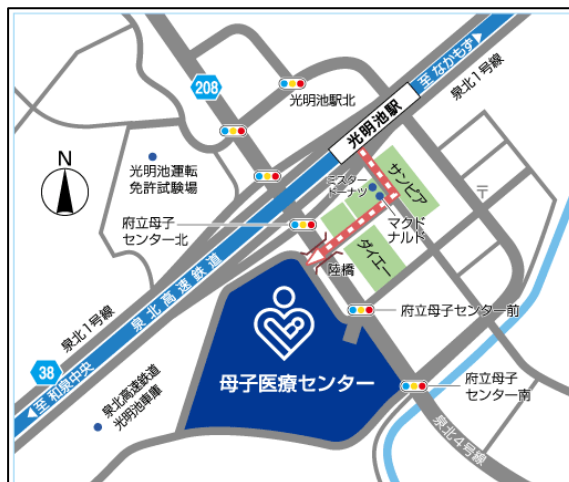 至 なかもず▶
泉北1号線
208
光明池駅北
光明池駅
N
光明池運転
免許試験場
サンピア
ミスター
ドーナツ
〒
マクド
ナルド
府立母子
センター北
ダイエー
陸橋
泉北高速鉄道
府立母子センター前
泉北1号線
38
母子医療センター
府立母子
センター南
◀至 和泉中央
泉北高速鉄道
光明池車庫
泉北4号線